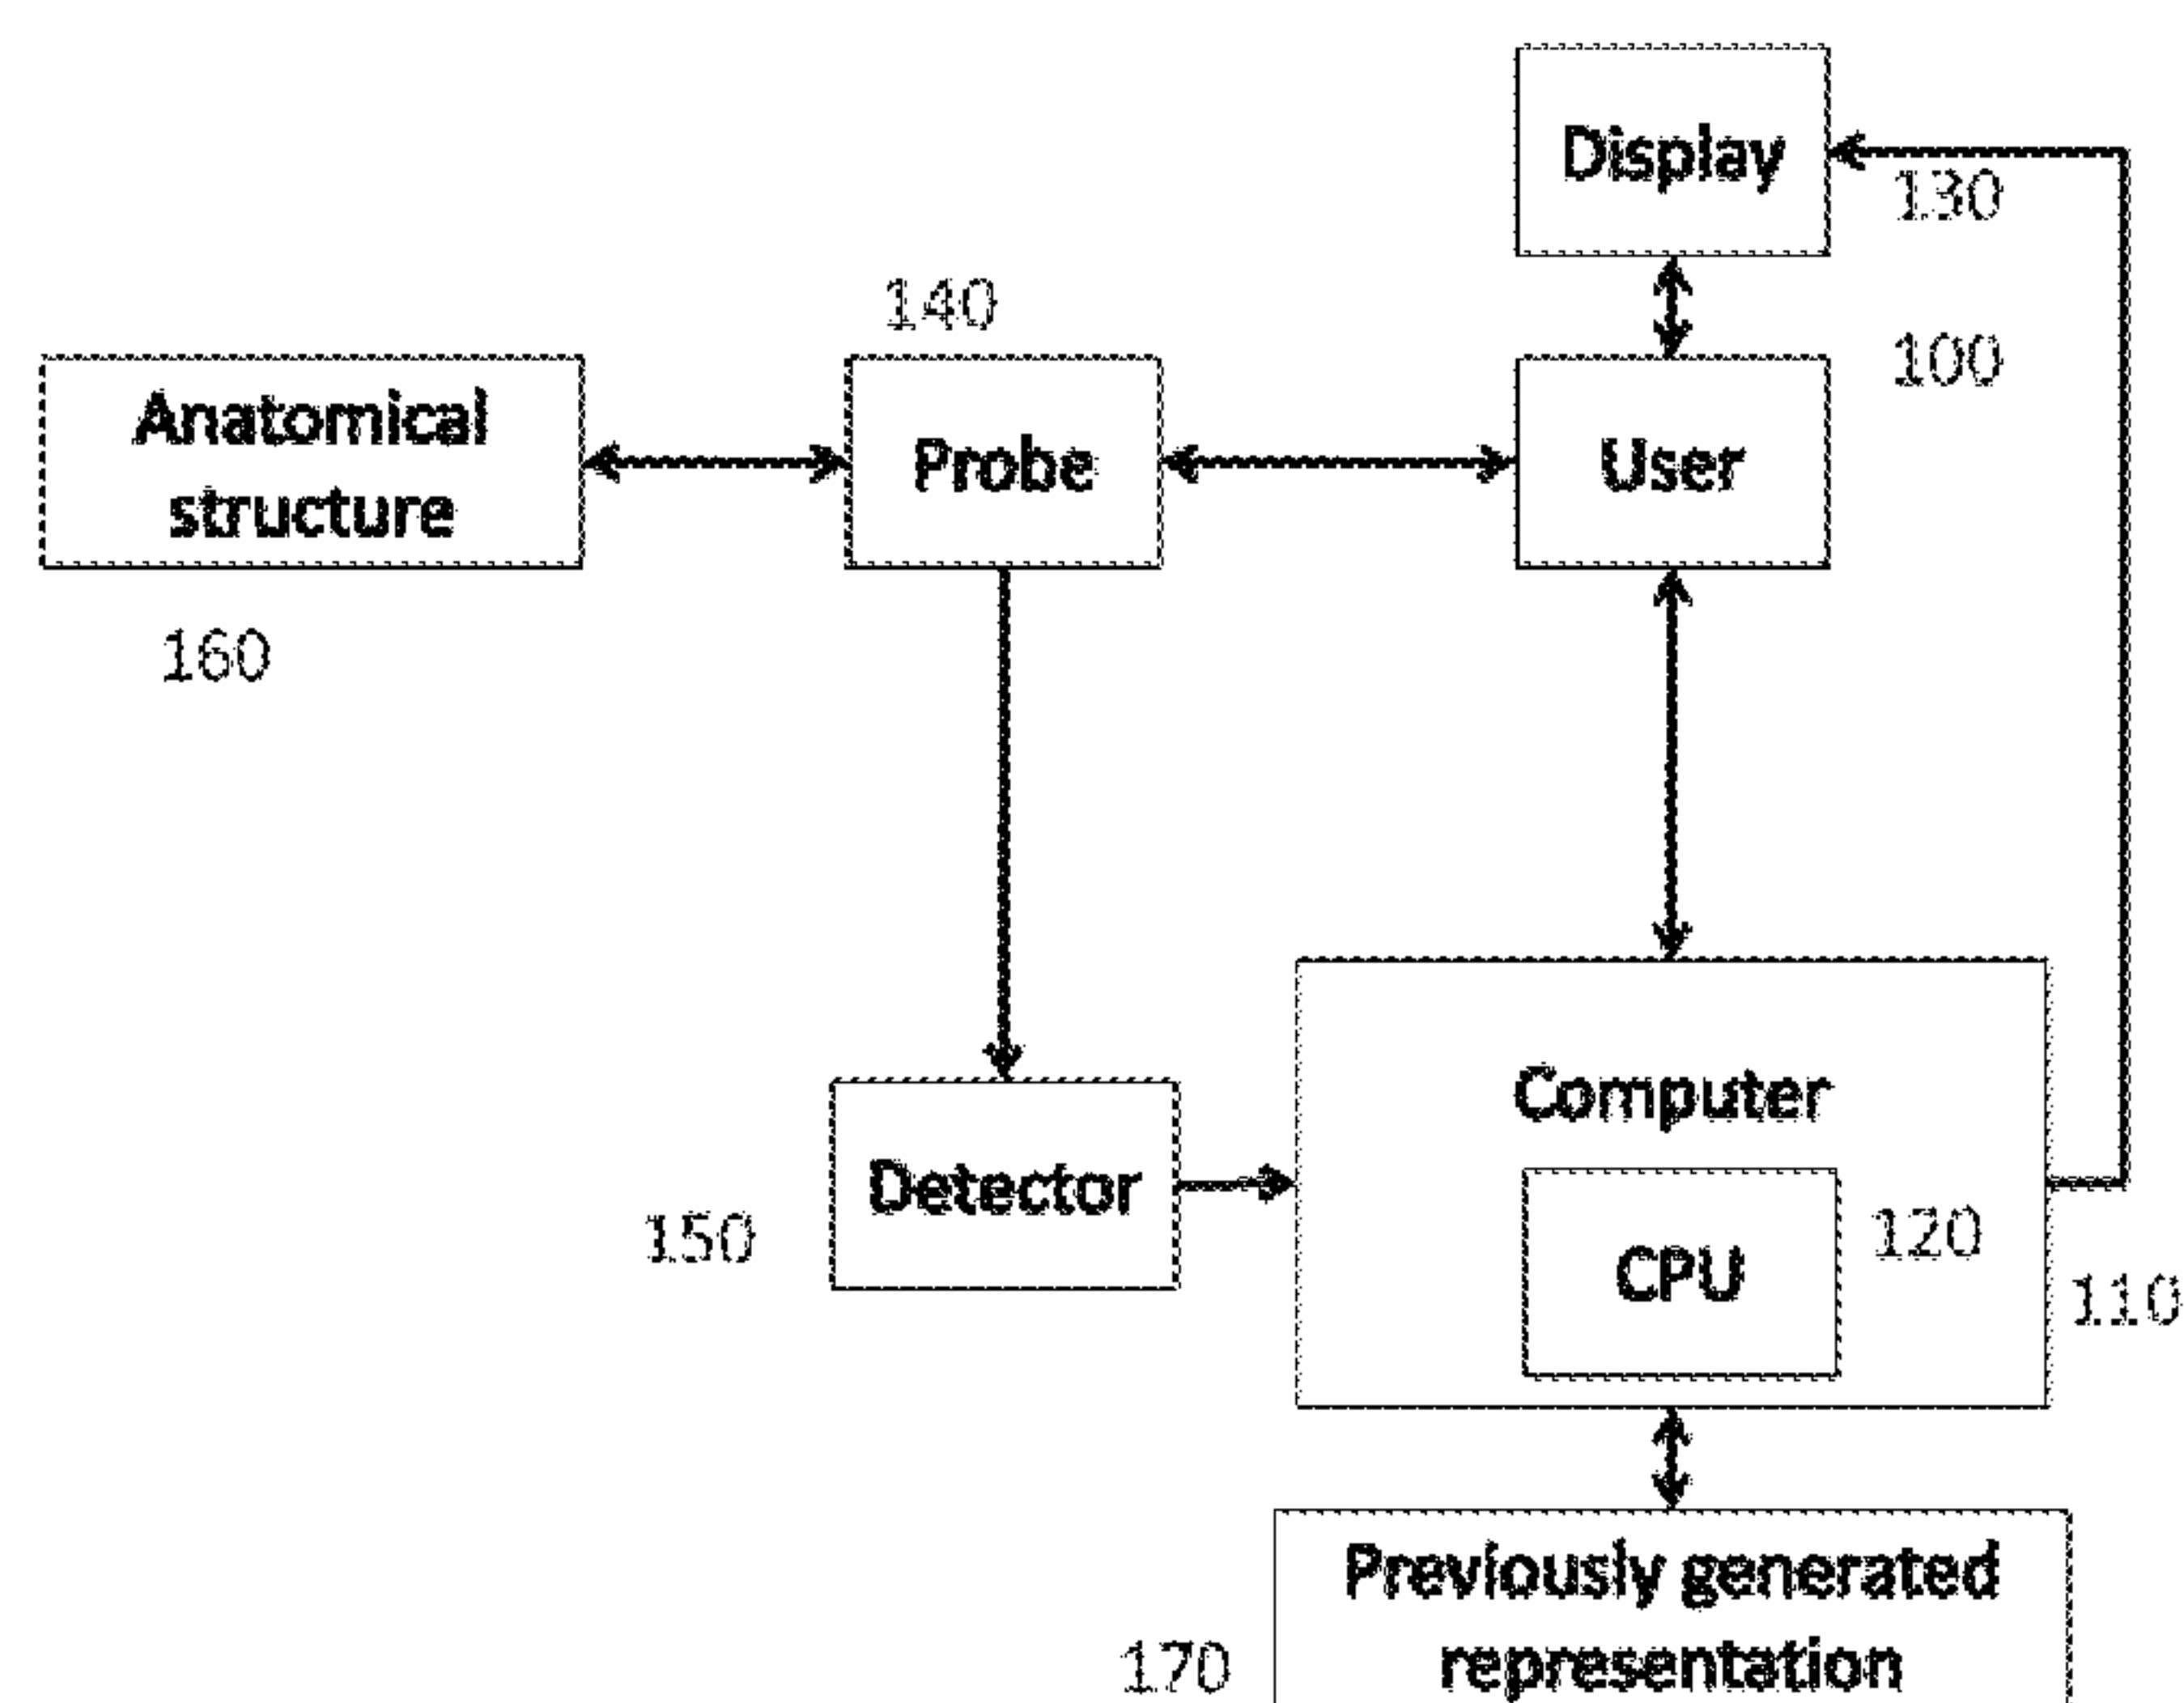 Display
130
140
100
Anatomical
structure
Probe
User
160
Computer
Detector
150
120
CPU
110
Previously generated
representation
170